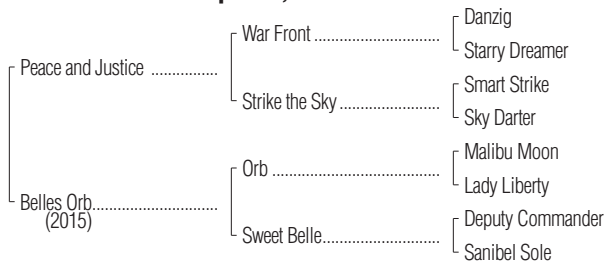 Danzig
War Front
Starry Dreamer
Peace and Justice
Smart Strike
Strike the Sky
Sky Darter
Malibu Moon
Orb
Lady Liberty
Belles Orb
(2015)
Deputy Commander
Sweet Belle
Sanibel Sole